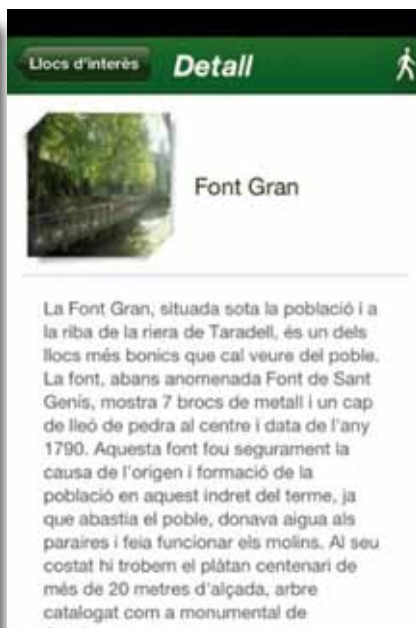 Llocs d'interès
Detall
Font Gran
La Font Gran, situada sota la població i a
la riba de la riera de Taradell, és un dels
llocs més bonics que cal veure del poble.
La font, abans anomenada Font de Sant
Genís, mostra 7 brocs de metall i un cap
de lleó de pedra al centre i data de l'any
1790. Aquesta font fou segurament la
causa de l'origen i formació de la
població en aquest indret del terme, ja
que abastia el poble, donava aigua als
paraires i feia funcionar els molins. Al seu
costat hi trobem el plàtan centenari de
més de 20 metres d'alçada, arbre
catalogat com a monumental de